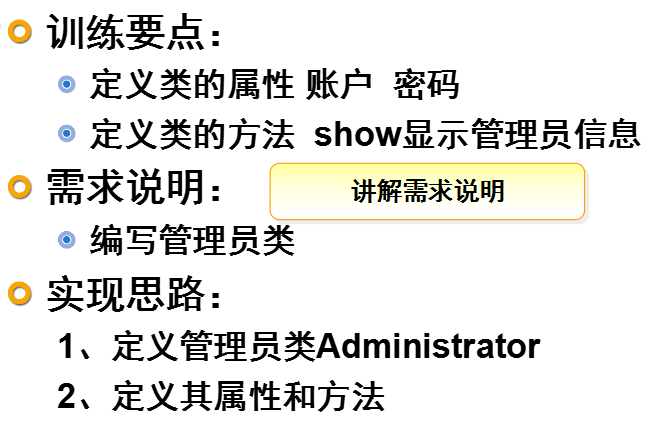 训练要点：
定义类的属性 账户 密码
定义类的方法 show显示管理员信息
需求说明：
讲解需求说明
编写管理员类
实现思路：
1、定义管理员类Administrator
2、定义其属性和方法